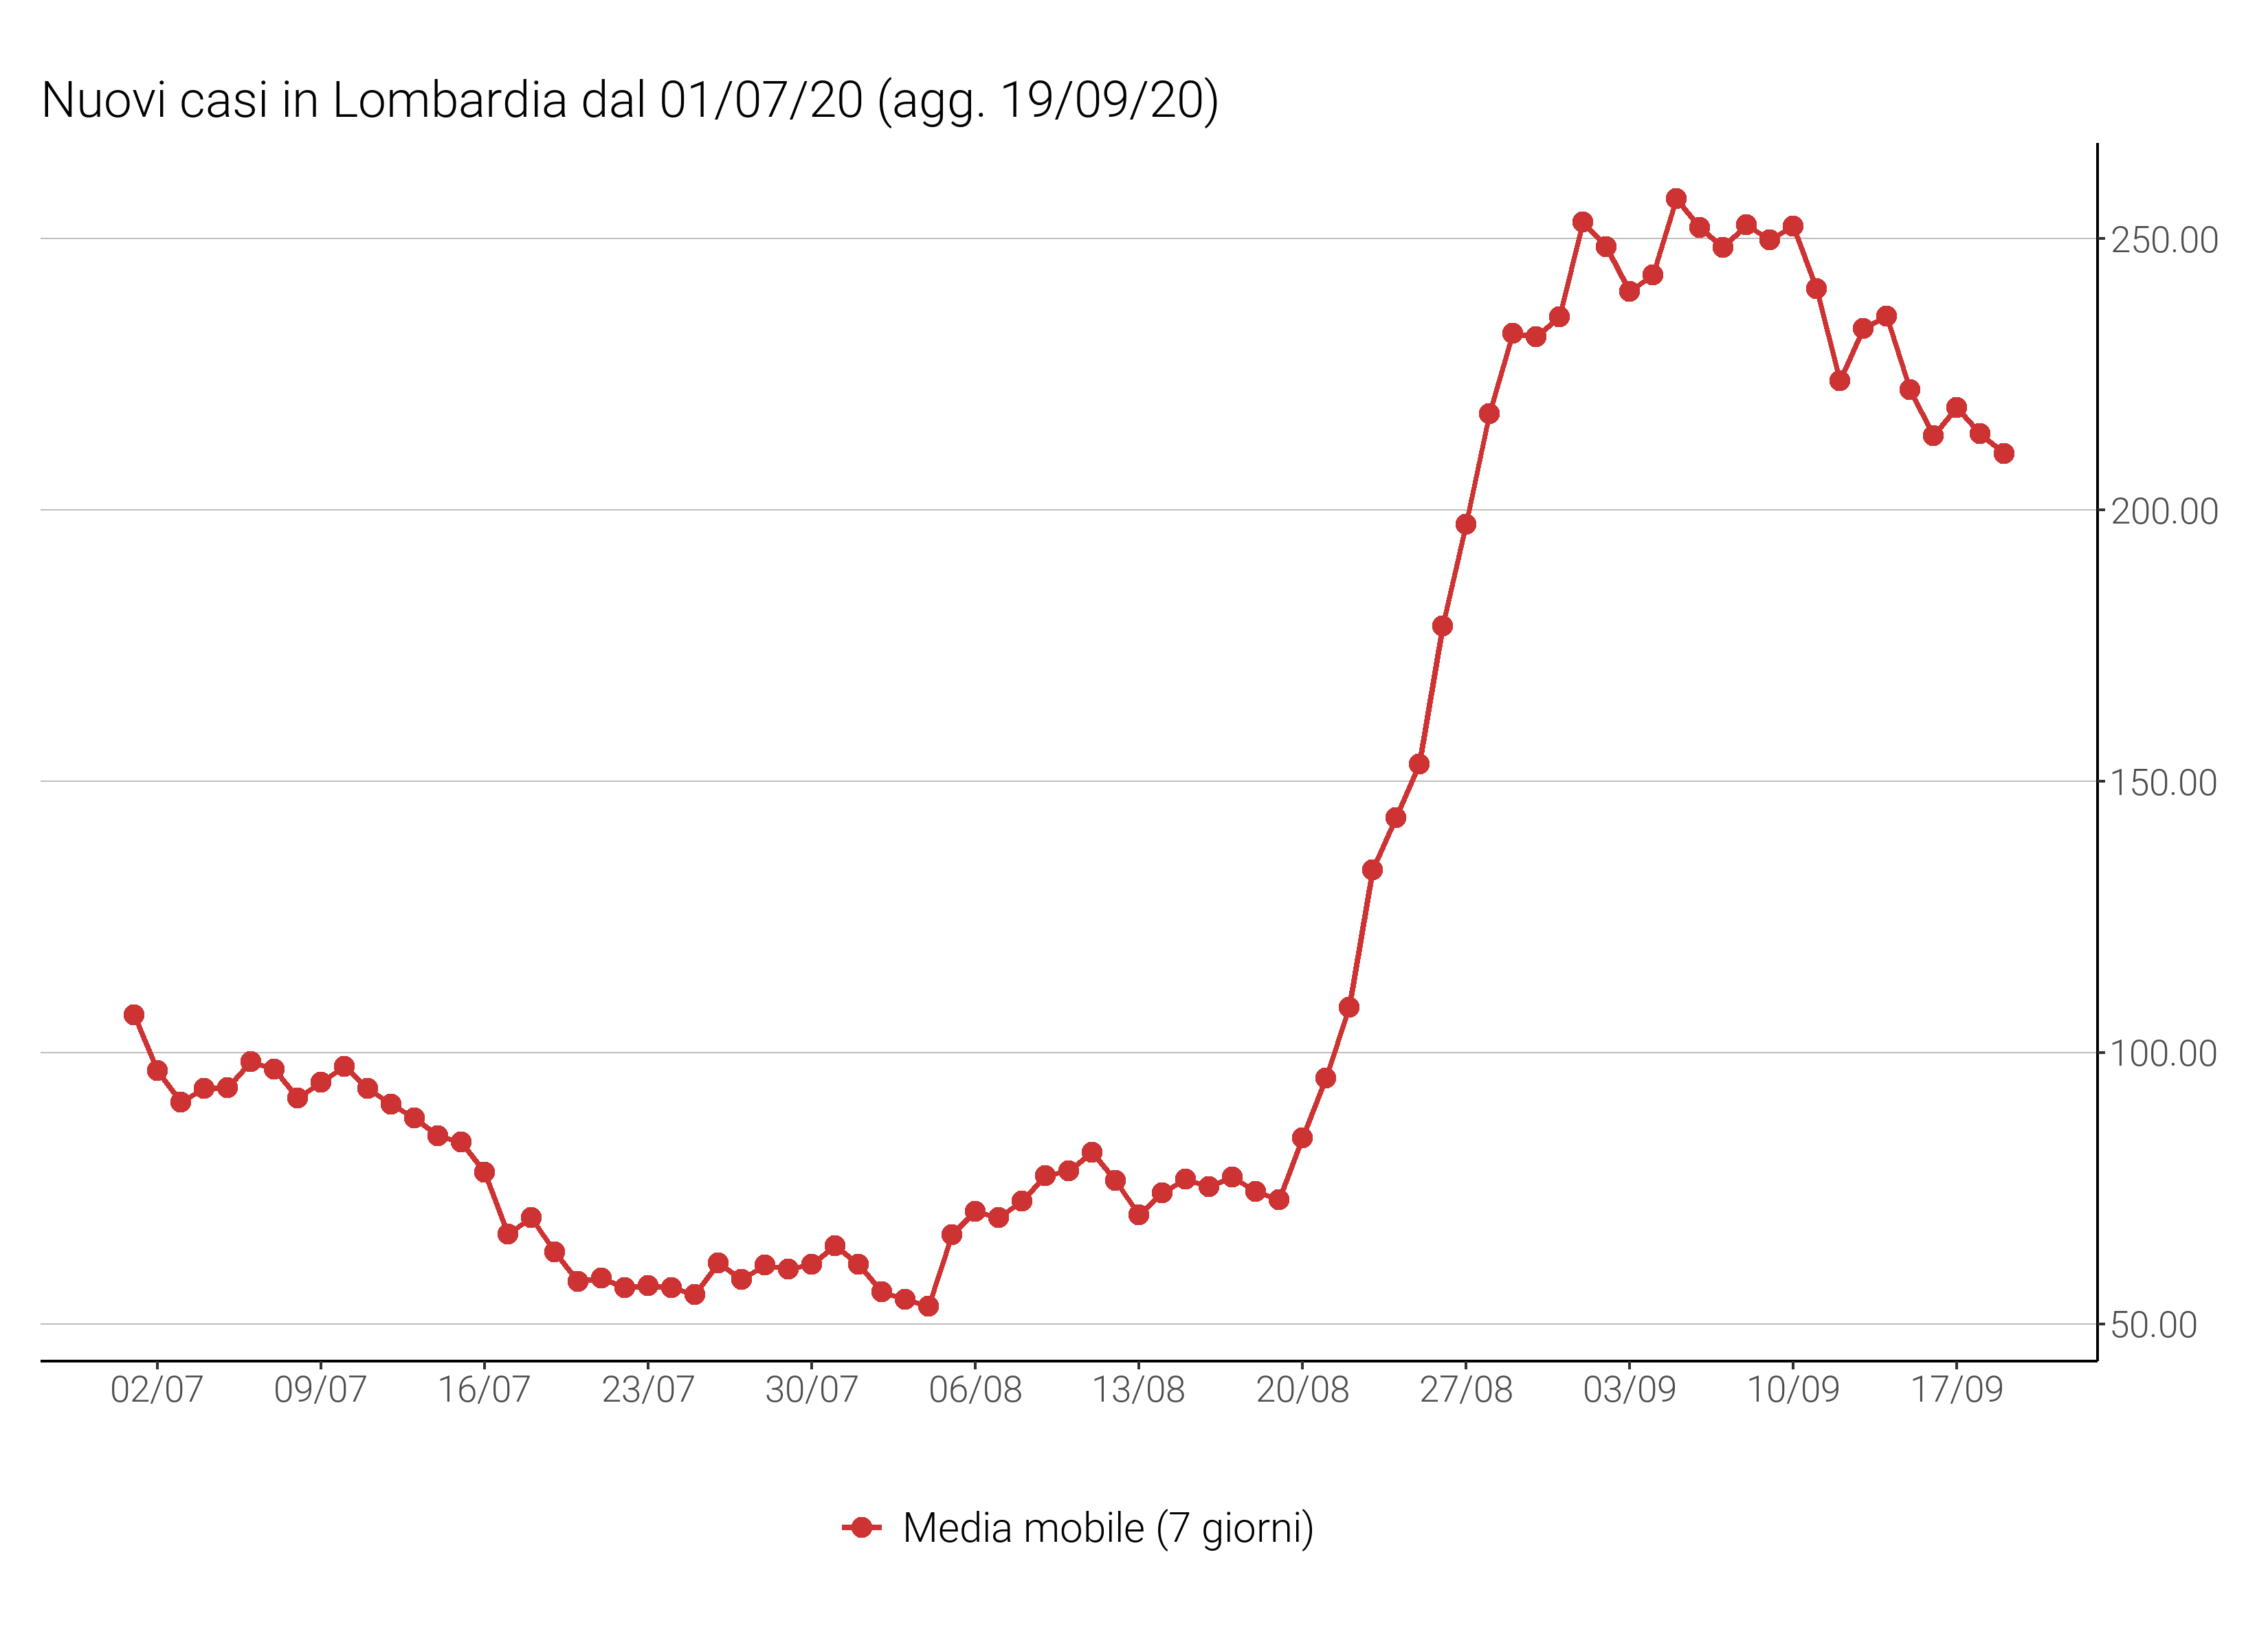 Nuovi casi in Lombardia dal 01/07/20 (agg. 19/09/20)
250.00
200.00
150.00
100.00
50.00
02/07 09/07 16/07 23/07 30/07 06/08 13/08 20/08 27/08 03/09 10/09 17/09
Media mobile (7 giorni)